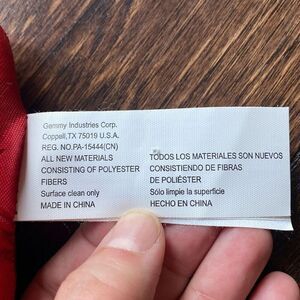 Gemmy Industries Corp.
Coppell,TX 75019 U.S.A.
REG. NO.PA-15444(CN)
ALL NEW MATERIALS
CONSISTING OF POLYESTER
FIBERS
Surface clean only
MADE IN CHINA
TODOS LOS MATERIALES SON NUEVOS
CONSISTIENDO DE FIBRAS
DE POLIÉSTER
Sólo limpie la superficie
HECHO EN CHINA